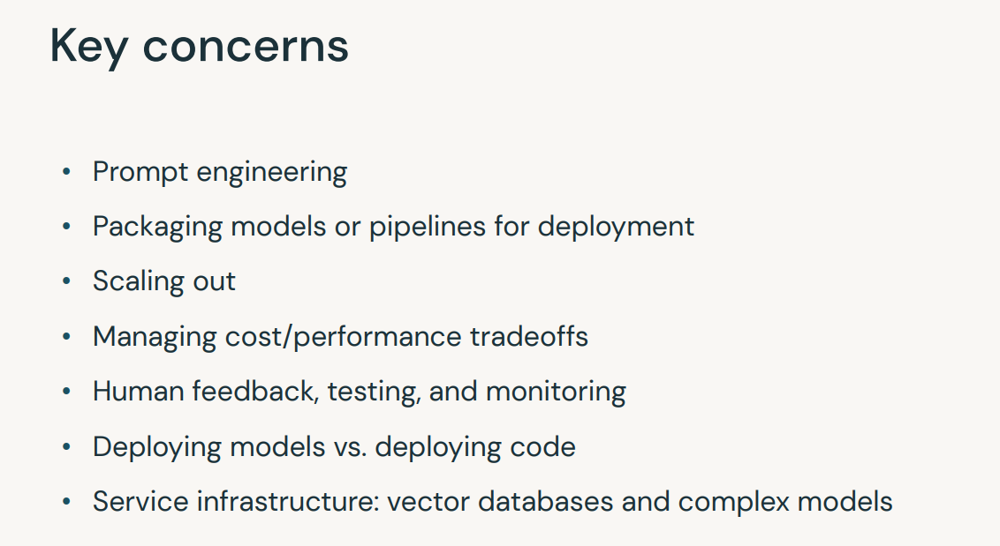 Key concerns
• Prompt engineering
• Packaging models or pipelines for deployment
• Scaling out
• Managing cost/performance tradeoffs
• Human feedback, testing, and monitoring
• Deploying models vs. deploying code
• Service infrastructure: vector databases and complex models